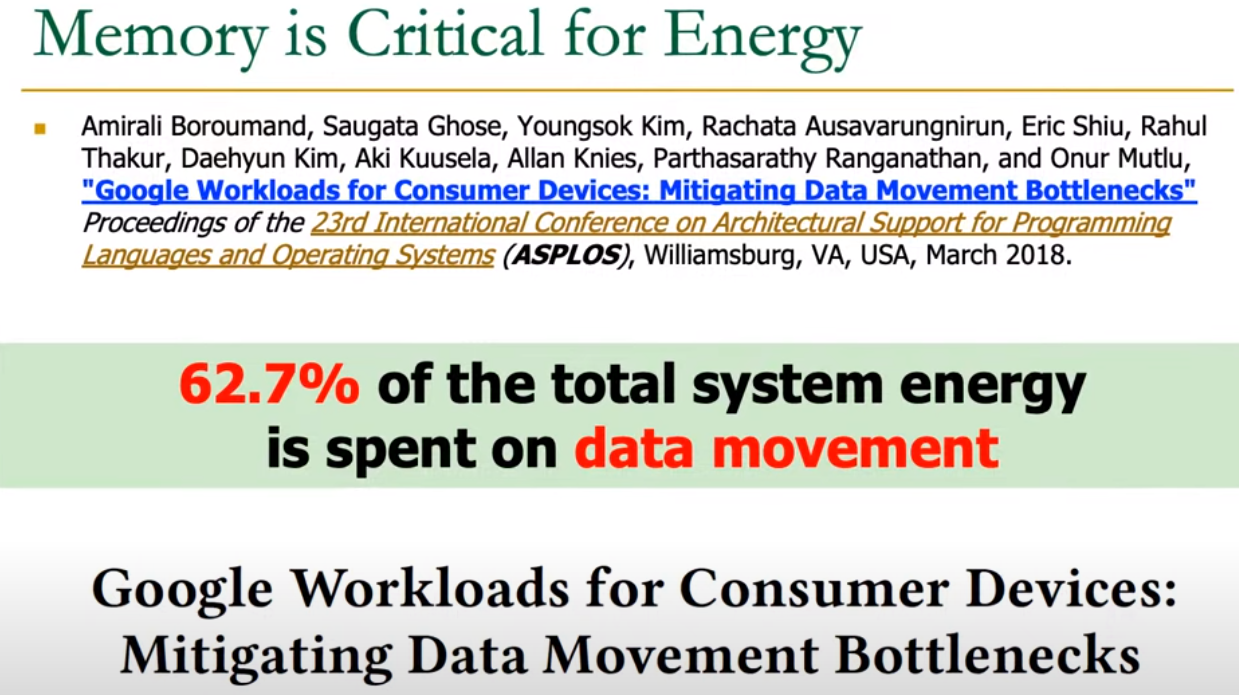 Memory is Critical for Energy
Amirali Boroumand, Saugata Ghose, Youngsok Kim, Rachata Ausavarungnirun, Eric Shiu, Rahul
Thakur, Daehyun Kim, Aki Kuusela, Allan Knies, Parthasarathy Ranganathan, and Onur Mutlu,
"Google Workloads for Consumer Devices: Mitigating Data Movement Bottlenecks"
Proceedings of the 23rd International Conference on Architectural Support for Programming
Languages and Operating Systems (ASPLOS), Williamsburg, VA, USA, March 2018.
62.7% of the total system energy
is spent on data movement
Google Workloads for Consumer Devices:
Mitigating Data Movement Bottlenecks